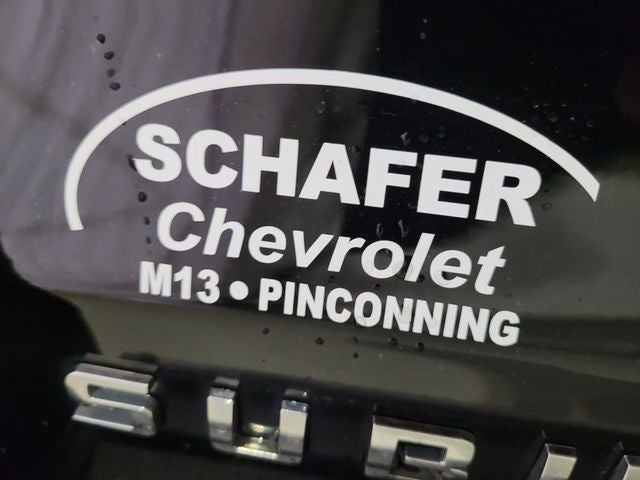 SCHAFER
Chevrolet
M13 • PINCONNING